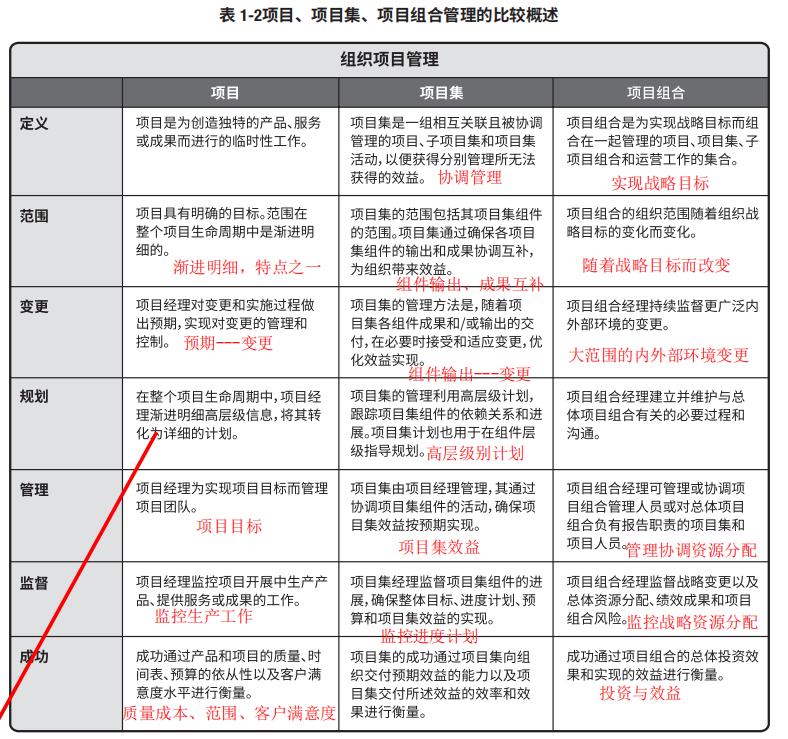 表 1-2项目、项目集、项目组合管理的比较概述
组织项目管理
项目
项目集
项目组合
定义
项目是为创造独特的产品、服务
或成果而进行的临时性工作。
项目集是一组相互关联且被协调
管理的项目、子项目集和项目集
活动，以便获得分别管理所无法
获得的效益。 协调管理
项目组合是为实现战略目标而组
合在一起管理的项目、项目集、子
项目组合和运营工作的集合。
实现战略目标
范围
项目具有明确的目标。范围在
整个项目生命周期中是渐进明
细的。
渐进明细，特点之一
项目集的范围包括其项目集组件
的范围。项目集通过确保各项目
集组件的输出和成果协调互补，
为组织带来效益。
组件输出、成果互补
项目组合的组织范围随着组织战
略目标的变化而变化。
随着战略目标而改变
变更
项目经理对变更和实施过程做
出预期，实现对变更的管理和
控制。 预期---变更
项目集的管理方法是，随着项
目集各组件成果和/或输出的交
付，在必要时接受和适应变更，优
化效益实现。
组件输出---变更
项目组合经理持续监督更广泛内
外部环境的变更。
大范围的内外部环境变更
规划
在整个项目生命周期中，项目经
理渐进明细高层级信息，将其转
化为详细的计划。
项目集的管理利用高层级计划，
跟踪项目集组件的依赖关系和进
展。项目集计划也用于在组件层
级指导规划。高层级别计划
项目组合经理建立并维护与总
体项目组合有关的必要过程和
沟通。
管理
项目经理为实现项目目标而管理
项目团队。
项目目标
项目集由项目经理管理，其通过
协调项目集组件的活动，确保项
目集效益按预期实现。
项目集效益
项目组合经理可管理或协调项
目组合管理人员或对总体项目
组合负有报告职责的项目集和
项目人员。管理协调资源分配
监督
项目经理监控项目开展中生产产
品、提供服务或成果的工作。
监控生产工作
项目集经理监督项目集组件的进
展，确保整体目标、进度计划、预
算和项目集效益的实现。
监控进度计划
项目组合经理监督战略变更以及
总体资源分配、绩效成果和项目
组合风险。监控战略资源分配
成功
成功通过产品和项目的质量、时
间表、预算的依从性以及客户满
意度水平进行衡量。
质量成本、范围、客户满意度
项目集的成功通过项目集向组
织交付预期效益的能力以及项
目集交付所述效益的效率和效
果进行衡量。
成功通过项目组合的总体投资效
果和实现的效益进行衡量。
投资与效益